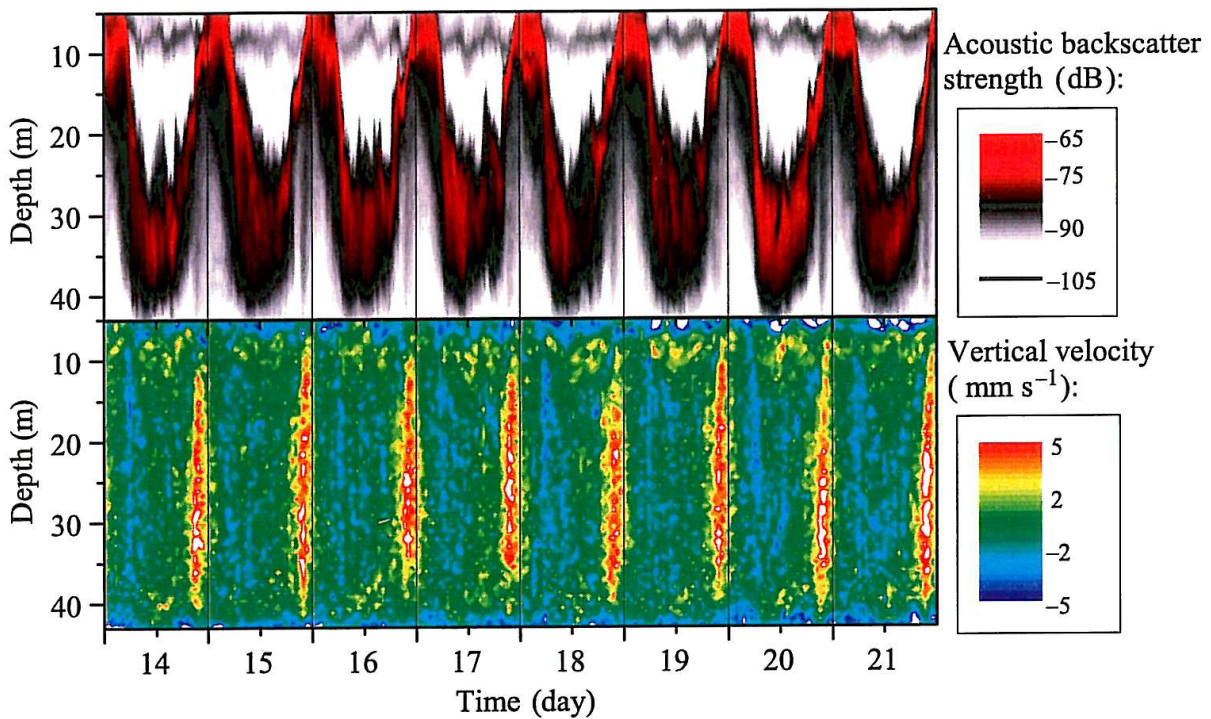 Depth (m)
10
20
30
40
Acoustic backscatter
strength (dB):
–65
–75
–90
–105
Depth (m)
10
20
30
40
Vertical velocity
( mm s⁻¹):
5
2
–2
–5
14 15 16 17 18 19 20 21
Time (day)